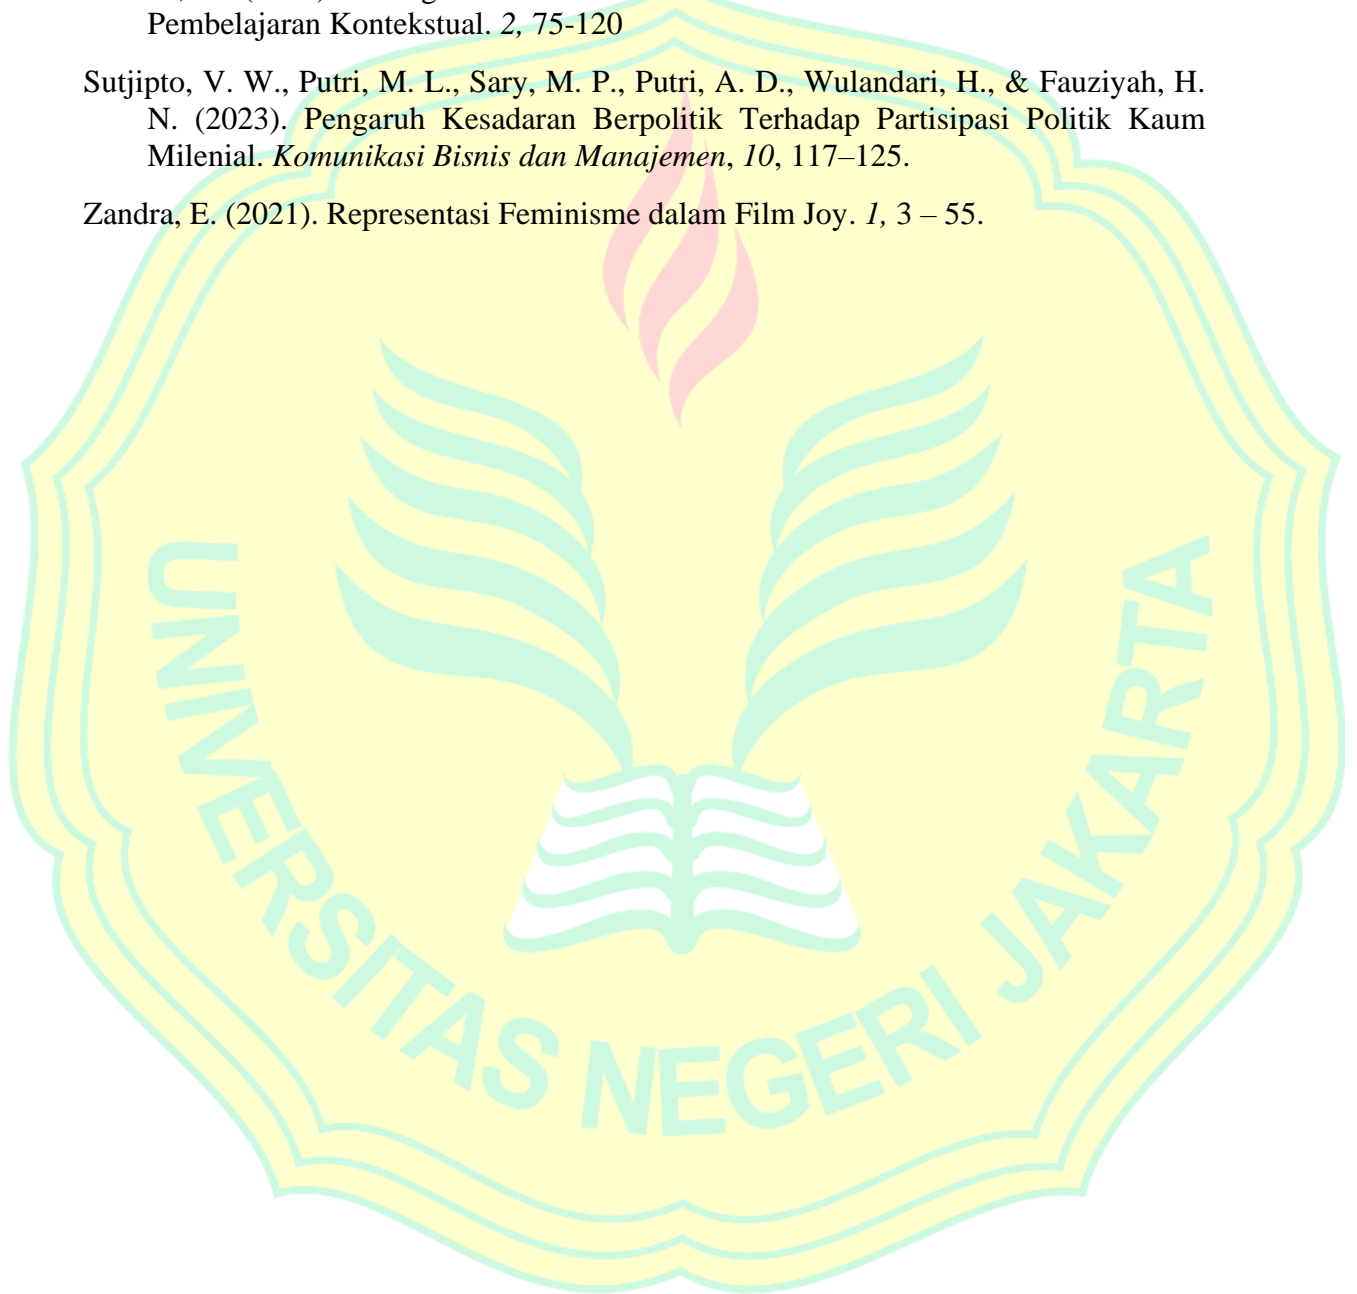 Pembelajaran Kontekstual. 2, 75-120
Sutjipto, V. W., Putri, M. L., Sary, M. P., Putri, A. D., Wulandari, H., & Fauziyah, H.
N. (2023). Pengaruh Kesadaran Berpolitik Terhadap Partisipasi Politik Kaum
Milenial. Komunikasi Bisnis dan Manajemen, 10, 117–125.
Zandra, E. (2021). Representasi Feminisme dalam Film Joy. 1, 3 – 55.
UNIVERSITAS NEGERI JAKARTA